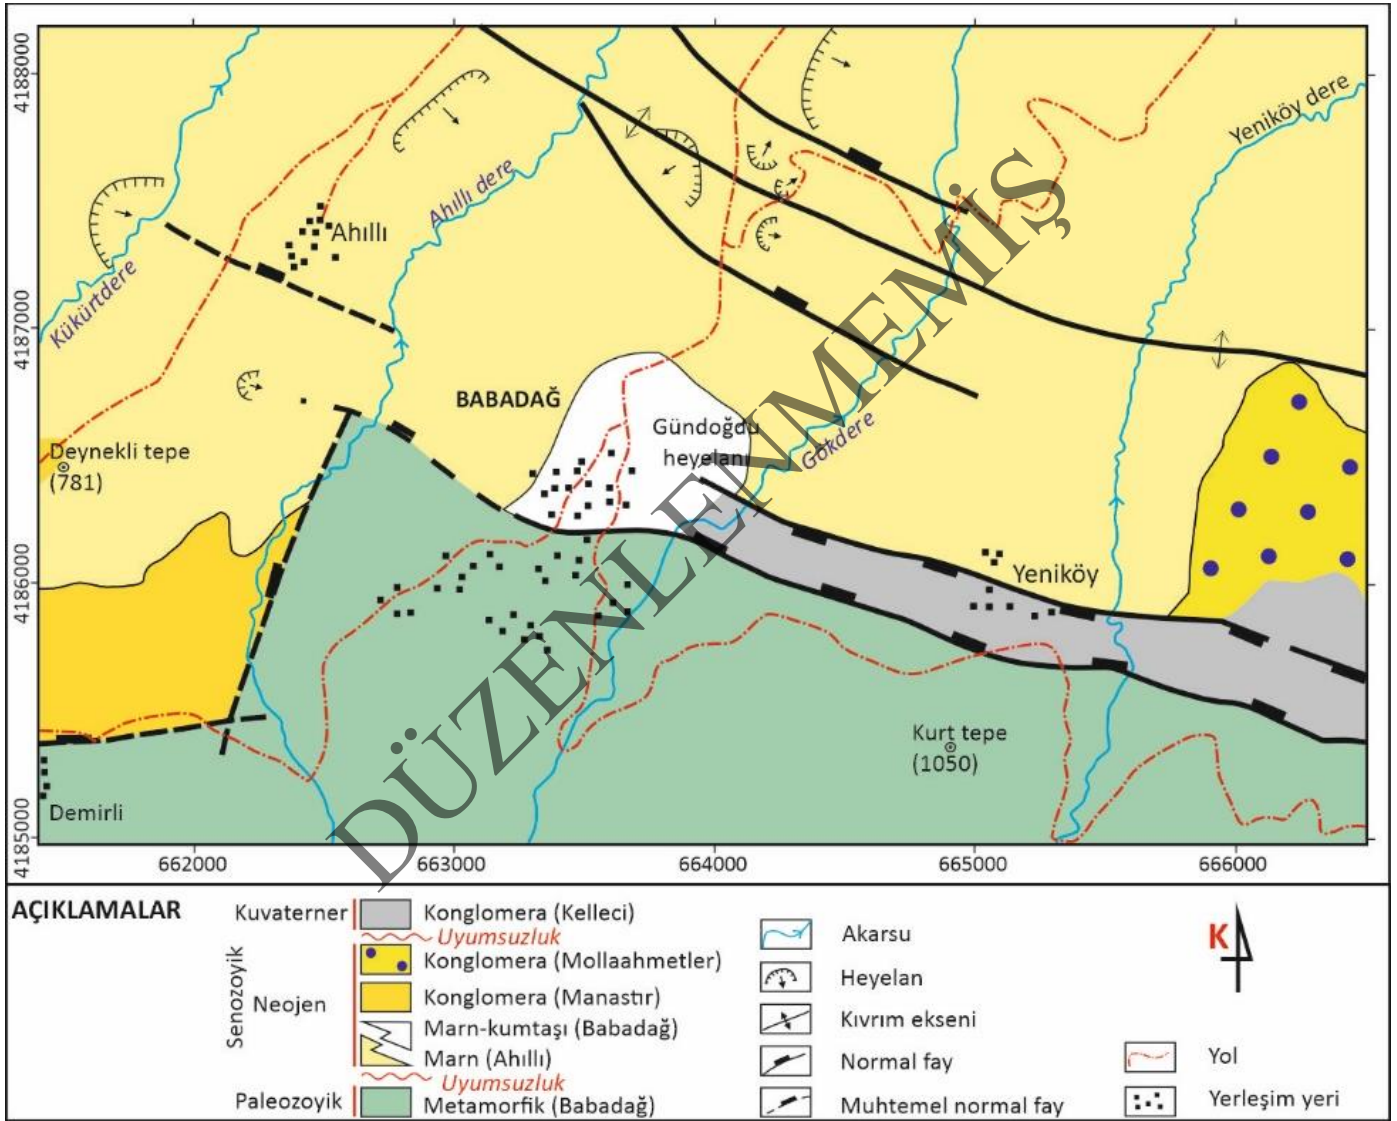 4188000
4187000
4186000
4185000
662000
663000
664000
665000
666000
Yeniköy dere
Ahıllı dere
Ahıllı
Kükürtdere
BABADAĞ
Gündoğdu
heyelanı
Gökdere
Deynekli tepe
(781)
Yeniköy
Kurt tepe
(1050)
Demirli
DÜZENLENMEMİŞ
AÇIKLAMALAR
Kuvaterner
Senozoyik
Neojen
Paleozoyik
Konglomera (Kelleci)
Uyumsuzluk
Konglomera (Mollaahmetler)
Konglomera (Manastır)
Marn-kumtaşı (Babadağ)
Marn (Ahıllı)
Uyumsuzluk
Metamorfik (Babadağ)
Akarsu
Heyelan
Kıvrım ekseni
Normal fay
Muhtemel normal fay
K
Yol
Yerleşim yeri